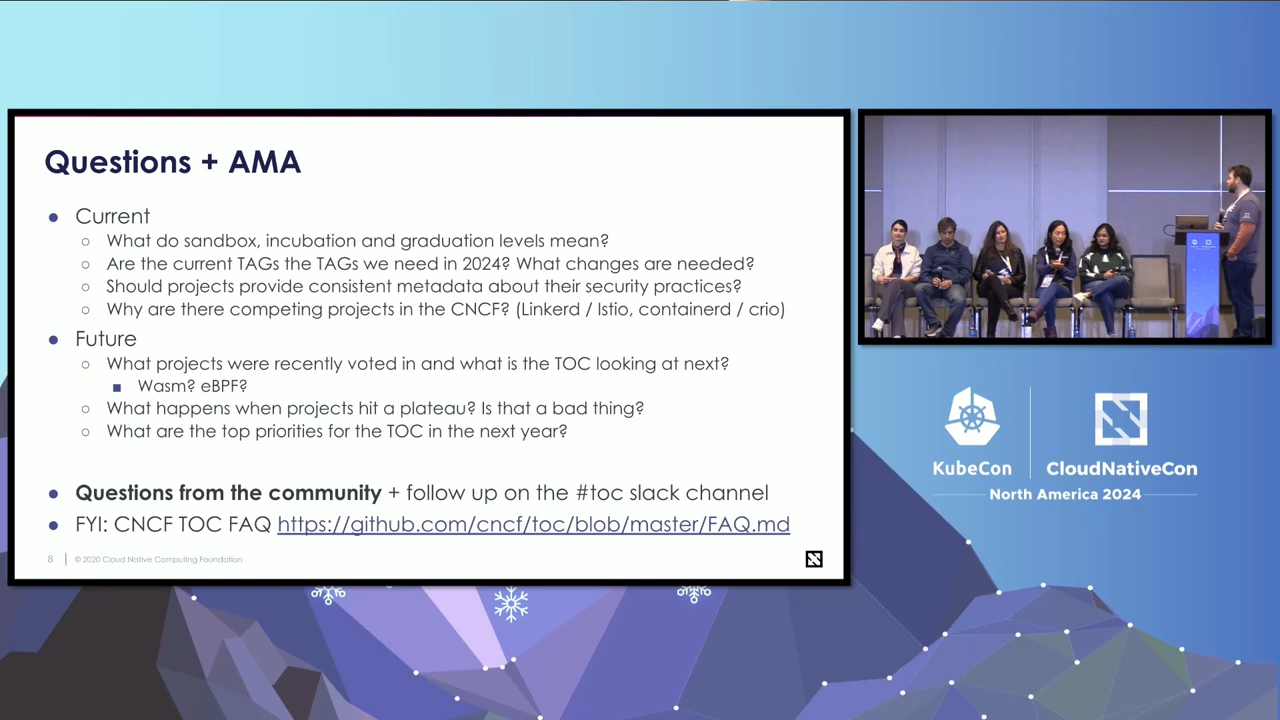 Questions + AMA
● Current
○ What do sandbox, incubation and graduation levels mean?
○ Are the current TAGs the TAGs we need in 2024? What changes are needed?
○ Should projects provide consistent metadata about their security practices?
○ Why are there competing projects in the CNCF? (Linkerd / Istio, containerd / crio)
● Future
○ What projects were recently voted in and what is the TOC looking at next?
■ Wasm? eBPF?
○ What happens when projects hit a plateau? Is that a bad thing?
○ What are the top priorities for the TOC in the next year?
● Questions from the community + follow up on the #toc slack channel
● FYI: CNCF TOC FAQ https://github.com/cncf/toc/blob/master/FAQ.md
8 | © 2020 Cloud Native Computing Foundation
KubeCon CloudNativeCon
North America 2024